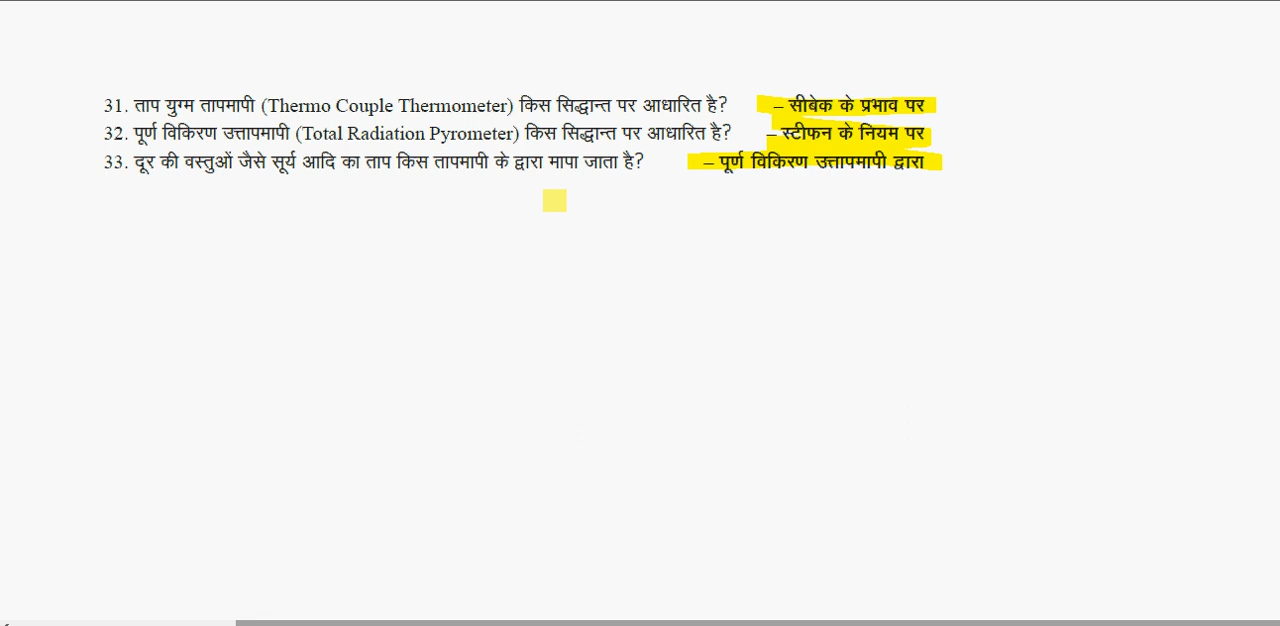 31. ताप युग्म तापमापी (Thermo Couple Thermometer) किस सिद्धान्त पर आधारित है? – सीबेक के प्रभाव पर
32. पूर्ण विकिरण उत्तापमापी (Total Radiation Pyrometer) किस सिद्धान्त पर आधारित है? – स्टीफन के नियम पर
33. दूर की वस्तुओं जैसे सूर्य आदि का ताप किस तापमापी के द्वारा मापा जाता है? – पूर्ण विकिरण उत्तापमापी द्वारा